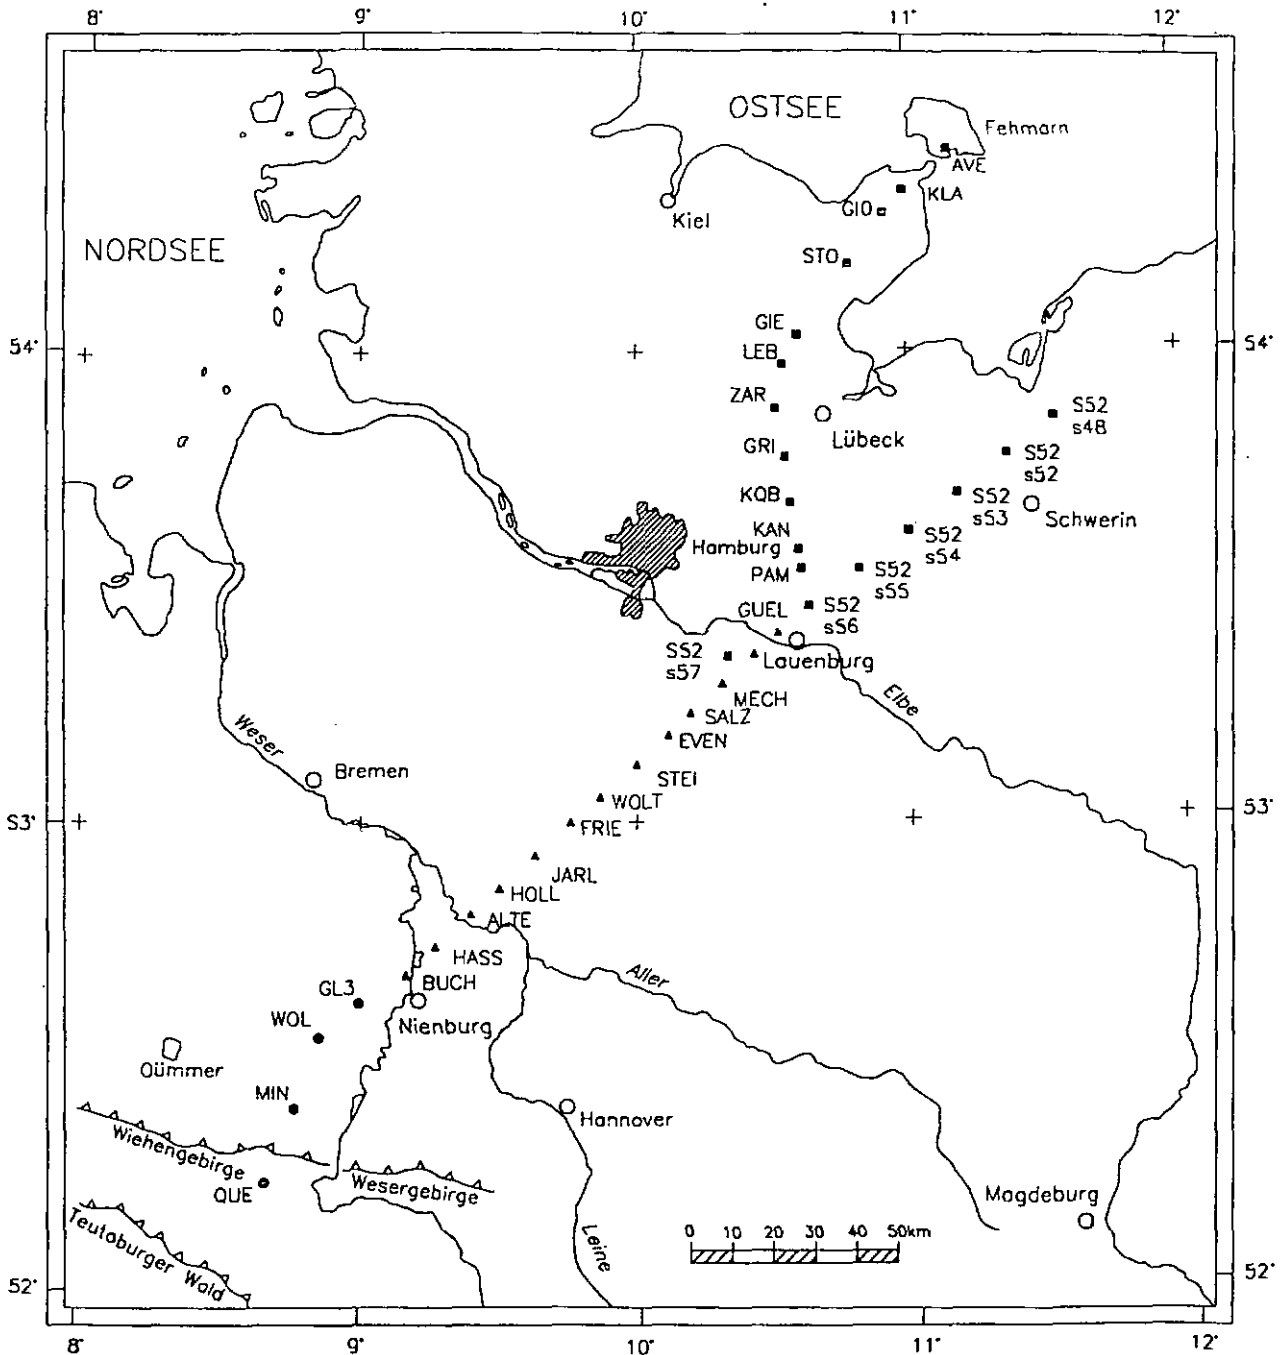 8°
9°
10°
11°
12°
OSTSEE
Fehmarn
AVE
KLA
GIO
Kiel
NORDSEE
STO
GIE
54°
54°
LEB
ZAR
Lübeck
S52
s48
GRI
S52
s52
KOB
S52
s53
Schwerin
KAN
Hamburg
S52
s54
PAM
S52
s55
GUEL
S52
s56
S52
s57
Lauenburg
MECH
Elbe
SALZ
EVEN
Weser
Bremen
STEI
WOLT
53°
53°
FRIE
JARL
HOLL
ALTE
HASS
BUCH
Aller
GL3
Nienburg
WOL
Dümmer
MIN
Hannover
Wiehengebirge
QUE
Wesergebirge
Magdeburg
Teutoburger Wald
Leine
0 10 20 30 40 50km
52°
52°
8°
9°
10°
11°
12°